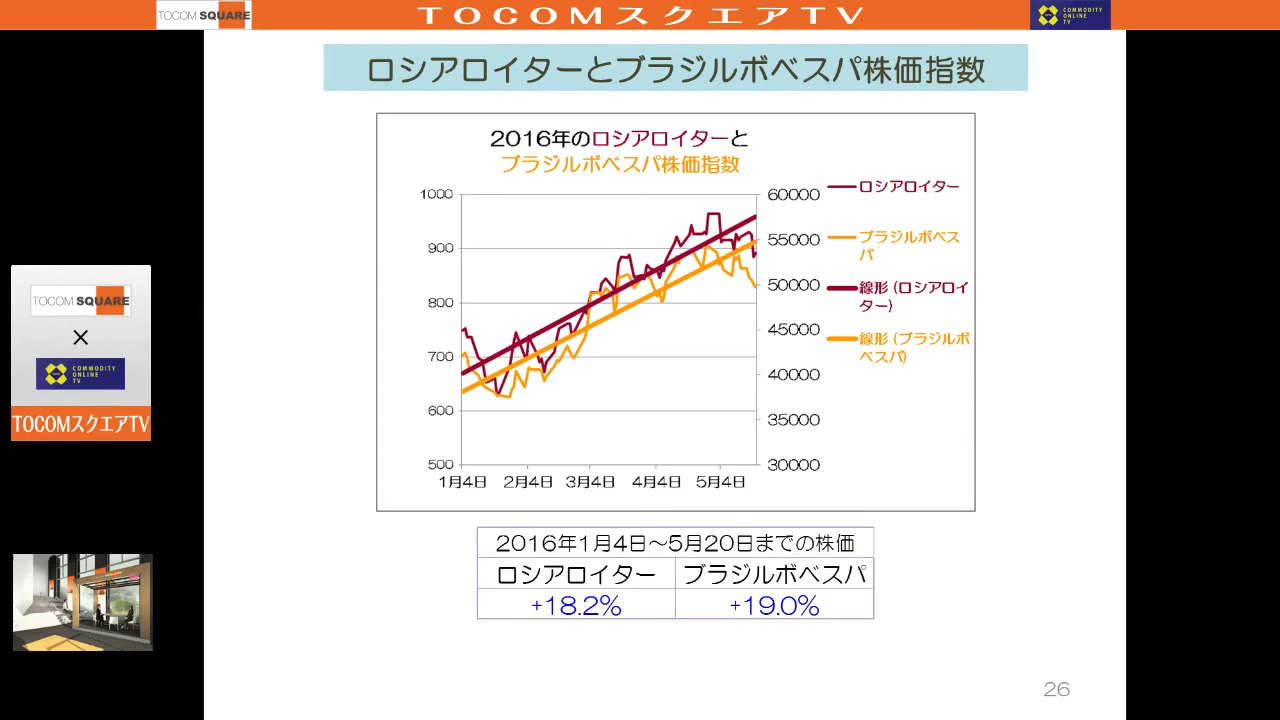 TOCOM SQUARE
TOCOMスクエアTV
COMMODITY
ONLINE
TV
ロシアロイターとブラジルボベスパ株価指数
2016年のロシアロイターと
ブラジルボベスパ株価指数
1000
900
800
700
600
500
60000
55000
50000
45000
40000
35000
30000
1月4日 2月4日 3月4日 4月4日 5月4日
ロシアロイター
ブラジルボベス
パ
線形 (ロシアロイ
ター)
線形 (ブラジルボ
ベスパ)
TOCOM SQUARE
×
COMMODITY
ONLINE
TV
TOCOMスクエアTV
2016年1月4日～5月20日までの株価
ロシアロイター ブラジルボベスパ
+18.2% +19.0%
26